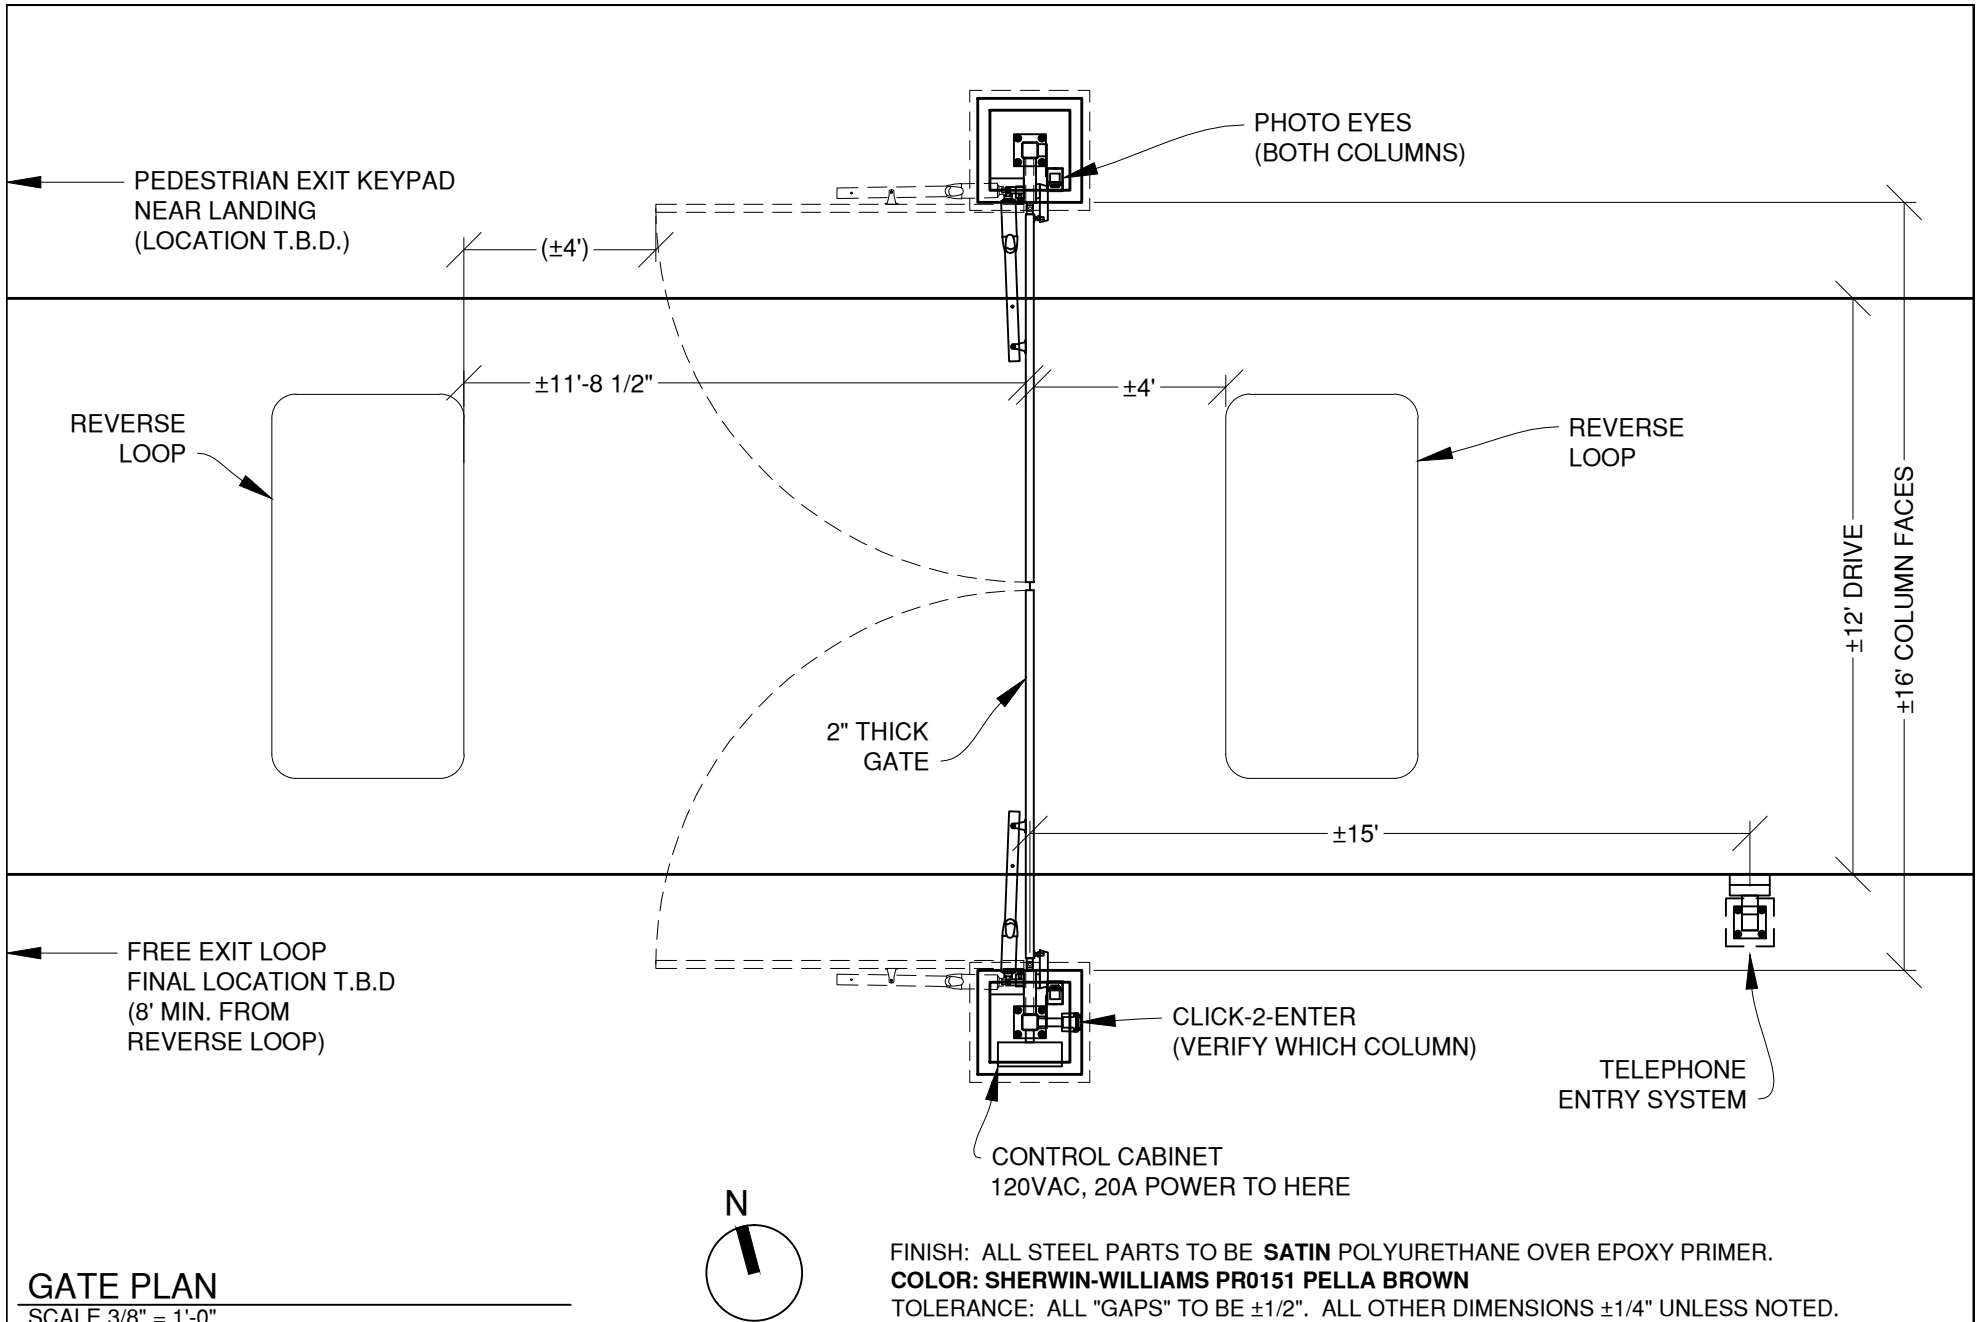 PHOTO EYES
(BOTH COLUMNS)
PEDESTRIAN EXIT KEYPAD
NEAR LANDING
(LOCATION T.B.D.)
(±4')
±11'-8 1/2"
±4'
REVERSE
LOOP
REVERSE
LOOP
±12' DRIVE
±16' COLUMN FACES
2" THICK
GATE
±15'
FREE EXIT LOOP
FINAL LOCATION T.B.D
(8' MIN. FROM
REVERSE LOOP)
CLICK-2-ENTER
(VERIFY WHICH COLUMN)
TELEPHONE
ENTRY SYSTEM
CONTROL CABINET
120VAC, 20A POWER TO HERE
N
FINISH: ALL STEEL PARTS TO BE SATIN POLYURETHANE OVER EPOXY PRIMER.
COLOR: SHERWIN-WILLIAMS PR0151 PELLA BROWN
TOLERANCE: ALL "GAPS" TO BE ±1/2". ALL OTHER DIMENSIONS ±1/4" UNLESS NOTED.
GATE PLAN
SCALE 3/8" = 1'-0"